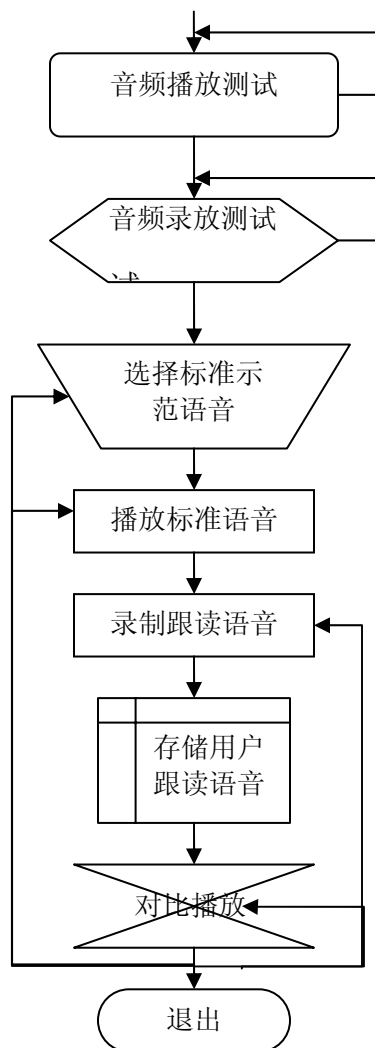 音频播放测试
音频录放测试
选择标准示
范语音
播放标准语音
录制跟读语音
存储用户
跟读语音
对比播放
退出